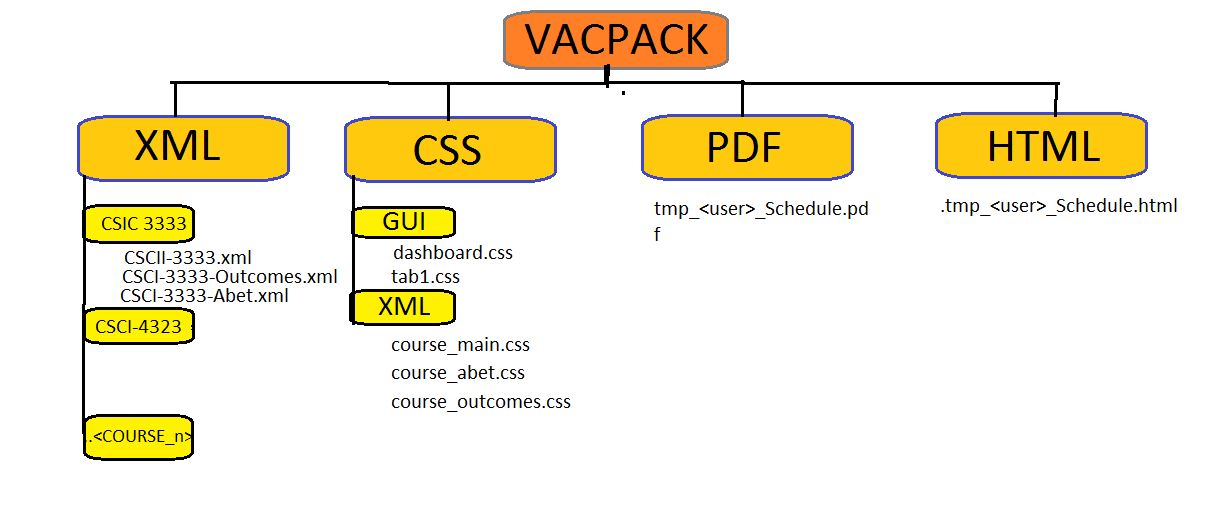 VACPACK
XML
CSS
PDF
HTML
CSIC 3333
CSCII-3333.xml
CSCI-3333-Outcomes.xml
CSCI-3333-Abet.xml
CSCI-4323
..<COURSE_n>
GUI
dashboard.css
tab1.css
XML
course_main.css
course_abet.css
course_outcomes.css
tmp_<user>_Schedule.pd
f
.tmp_<user>_Schedule.html